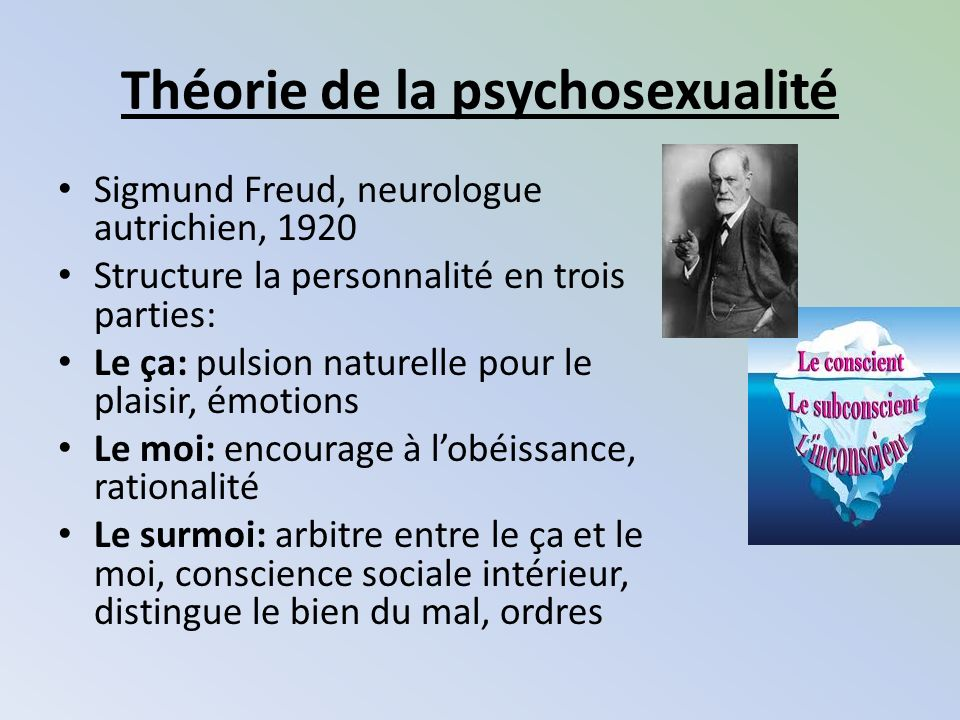 Théorie de la psychosexualité
• Sigmund Freud, neurologue
autrichien, 1920
• Structure la personnalité en trois
parties:
• Le ça: pulsion naturelle pour le
plaisir, émotions
• Le moi: encourage à l’obéissance,
rationalité
• Le surmoi: arbitre entre le ça et le
moi, conscience sociale intérieur,
distingue le bien du mal, ordres
Le conscient
Le subconscient
L'inconscient